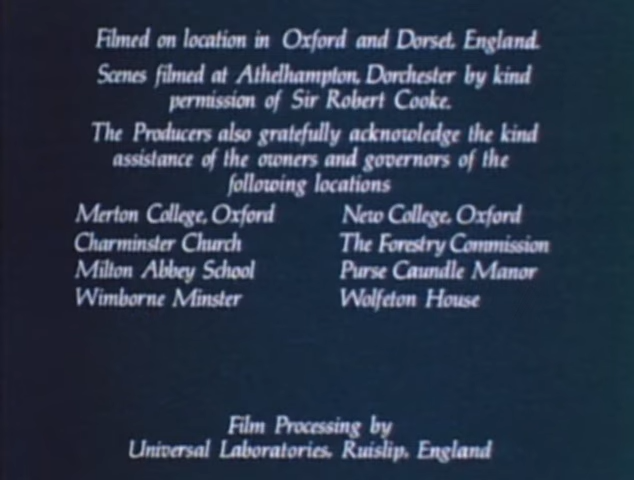 Filmed on location in Oxford and Dorset, England.
Scenes filmed at Athelhampton, Dorchester by kind
permission of Sir Robert Cooke.
The Producers also gratefully acknowledge the kind
assistance of the owners and governors of the
following locations
Merton College, Oxford
New College, Oxford
Charminster Church
The Forestry Commission
Milton Abbey School
Purse Caundle Manor
Wimborne Minster
Wolfeton House
Film Processing by
Universal Laboratories, Ruislip, England